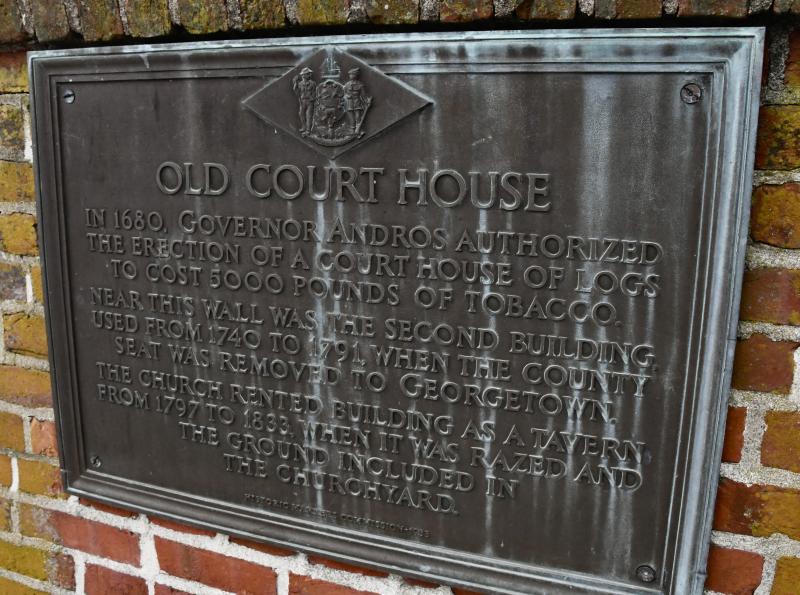 OLD COURT HOUSE
IN 1680, GOVERNOR ANDROS AUTHORIZED
THE ERECTION OF A COURT HOUSE OF LOGS
TO COST 5000 POUNDS OF TOBACCO.
NEAR THIS WALL WAS THE SECOND BUILDING,
USED FROM 1740 TO 1791, WHEN THE COUNTY
SEAT WAS REMOVED TO GEORGETOWN.
THE CHURCH RENTED BUILDING AS A TAVERN
FROM 1797 TO 1833, WHEN IT WAS RAZED AND
THE GROUND INCLUDED IN
THE CHURCHYARD.
COMMISSION